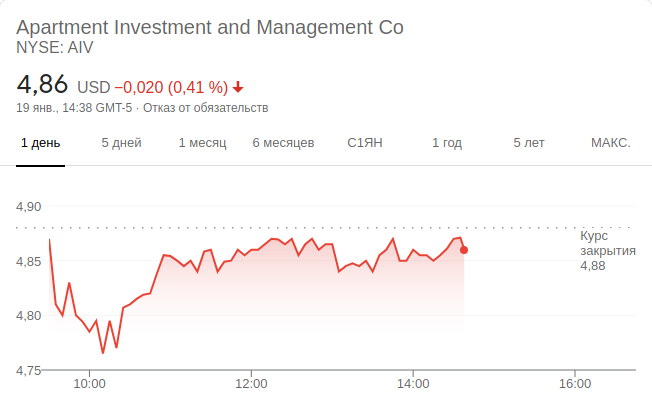 Apartment Investment and Management Co
NYSE: AIV
4,86 USD −0,020 (0,41 %)
19 янв., 14:38 GMT-5 · Отказ от обязательств
1 день 5 дней 1 месяц 6 месяцев С1ЯН 1 год 5 лет МАКС.
4,90
Курс
закрытия
4,88
4,85
4,80
4,75
10:00 12:00 14:00 16:00